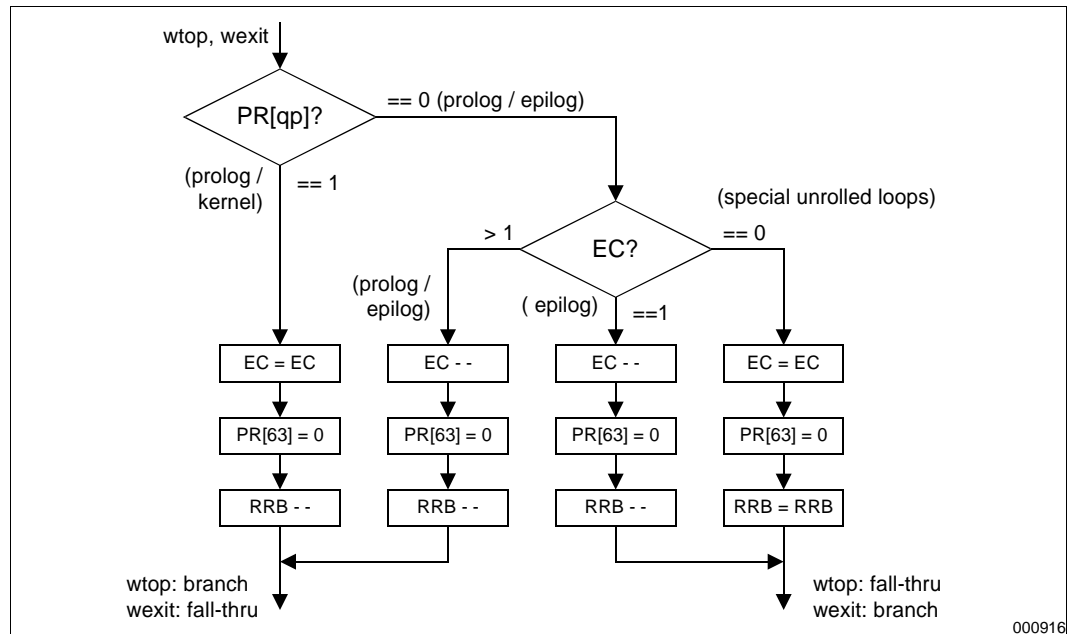 wtop, wexit
PR[qp]?
== 0 (prolog / epilog)
(prolog /
kernel)
== 1
(special unrolled loops)
> 1
EC?
== 0
(prolog /
epilog)
( epilog)
==1
EC = EC
EC - -
EC - -
EC = EC
PR[63] = 0
PR[63] = 0
PR[63] = 0
PR[63] = 0
RRB - -
RRB - -
RRB - -
RRB = RRB
wtop: branch
wexit: fall-thru
wtop: fall-thru
wexit: branch
000916